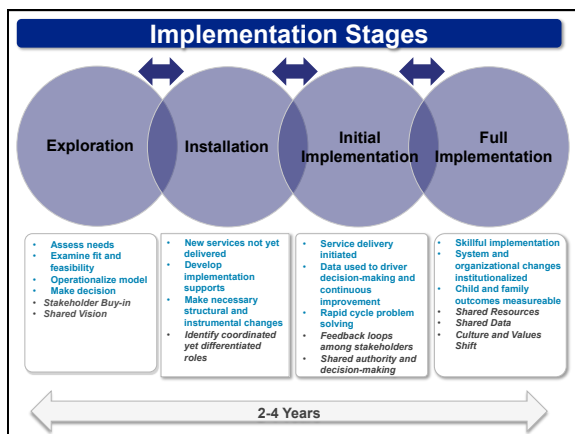 Implementation Stages
Exploration
Installation
Initial
Implementation
Full
Implementation
• Assess needs
• Examine fit and
feasibility
• Operationalize model
• Make decision
• Stakeholder Buy-in
• Shared Vision
• New services not yet
delivered
• Develop
implementation
supports
• Make necessary
structural and
instrumental changes
• Identify coordinated
yet differentiated
roles
• Service delivery
initiated
• Data used to driver
decision-making and
continuous
improvement
• Rapid cycle problem
solving
• Feedback loops
among stakeholders
• Shared authority and
decision-making
• Skillful implementation
• System and
organizational changes
institutionalized
• Child and family
outcomes measureable
• Shared Resources
• Shared Data
• Culture and Values
Shift
2-4 Years